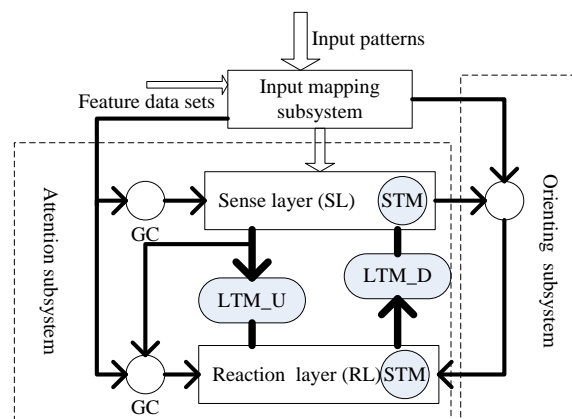 Input patterns
Feature data sets
Input mapping
subsystem
Attention subsystem
Orienting subsystem
GC
Sense layer (SL)
STM
LTM_U
LTM_D
GC
Reaction layer (RL)
STM